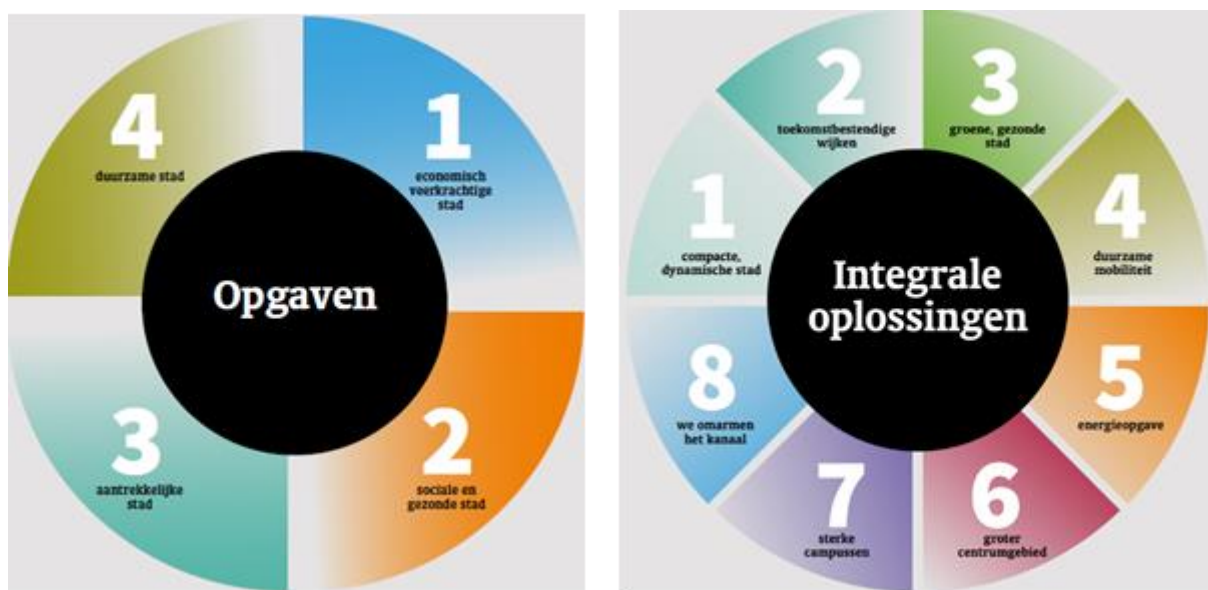 4
duurzame stad
1
economisch
veerkrachtige
stad
Opgaven
3
aantrekkelijke
stad
2
sociale en
gezonde stad
2
toekomstbestendige
wijken
3
groene, gezonde
stad
1
compacte,
dynamische stad
4
duurzame
mobiliteit
Integrale
oplossingen
8
we omarmen
het kanaal
5
energieopgave
7
sterke
campussen
6
groter
centrumgebied